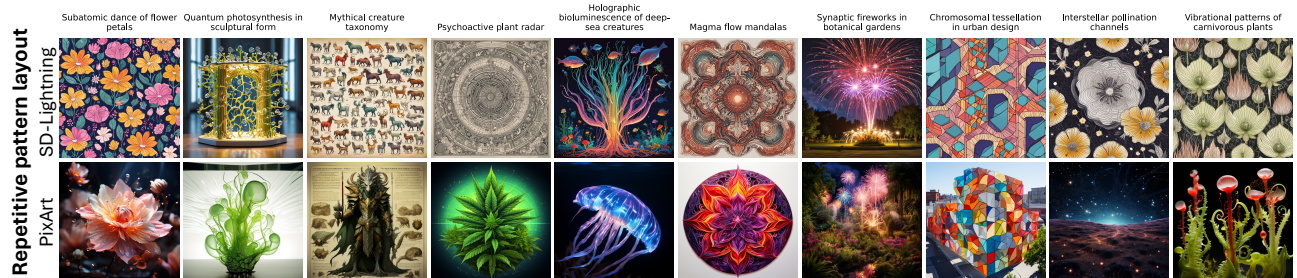 Subatomic dance of flower
petals
Quantum photosynthesis in
sculptural form
Mythical creature
taxonomy
Psychoactive plant radar
Holographic
bioluminescence of deep-
sea creatures
Magma flow mandalas
Synaptic fireworks in
botanical gardens
Chromosomal tessellation
in urban design
Interstellar pollination
channels
Vibrational patterns of
carnivorous plants
Repetitive pattern layout
SD-Lightning
PixArt